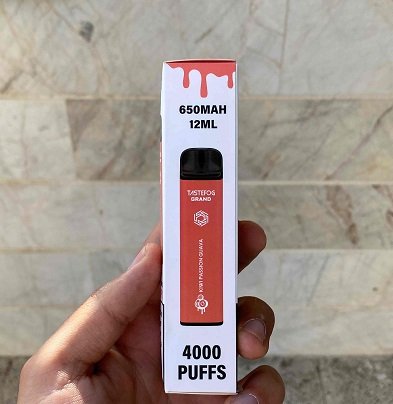 650MAH
12ML
TASTEFOG
GRAND
KIWI PASSION GUAVA
4000
PUFFS